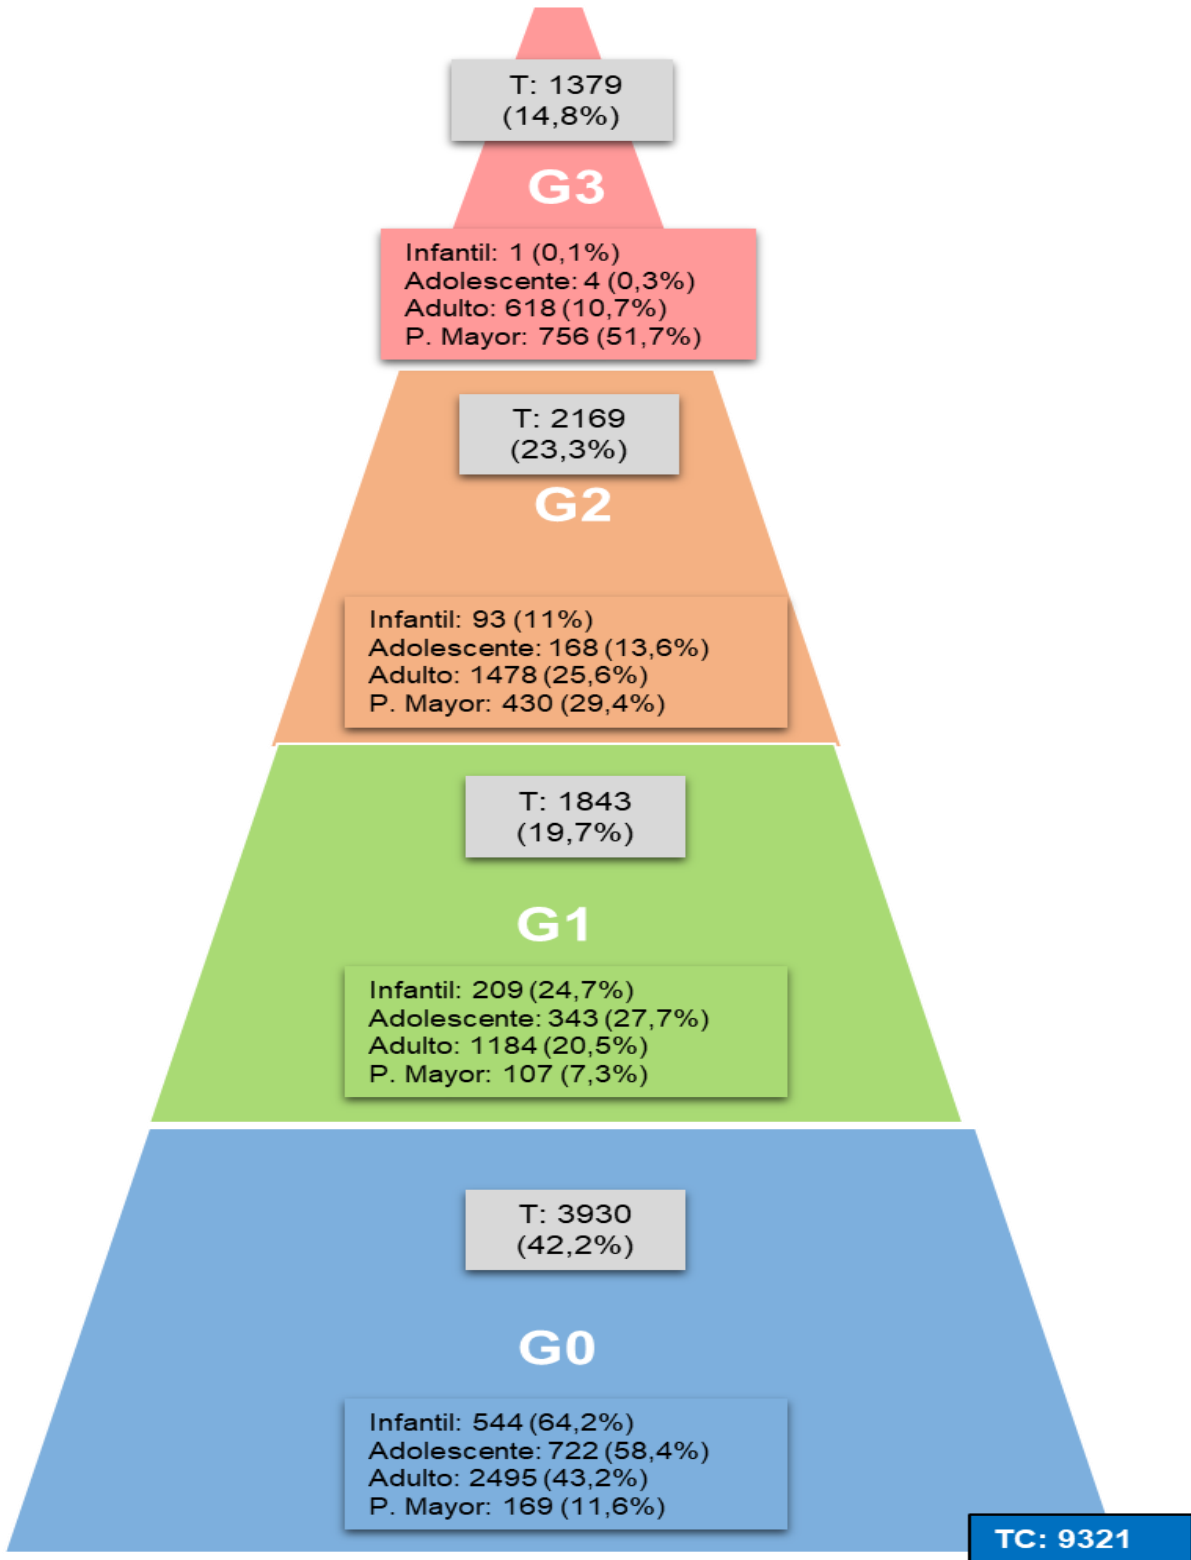 T: 1379
(14,8%)
G3
Infantil: 1 (0,1%)
Adolescente: 4 (0,3%)
Adulto: 618 (10,7%)
P. Mayor: 756 (51,7%)
T: 2169
(23,3%)
G2
Infantil: 93 (11%)
Adolescente: 168 (13,6%)
Adulto: 1478 (25,6%)
P. Mayor: 430 (29,4%)
T: 1843
(19,7%)
G1
Infantil: 209 (24,7%)
Adolescente: 343 (27,7%)
Adulto: 1184 (20,5%)
P. Mayor: 107 (7,3%)
T: 3930
(42,2%)
G0
Infantil: 544 (64,2%)
Adolescente: 722 (58,4%)
Adulto: 2495 (43,2%)
P. Mayor: 169 (11,6%)
TC: 9321